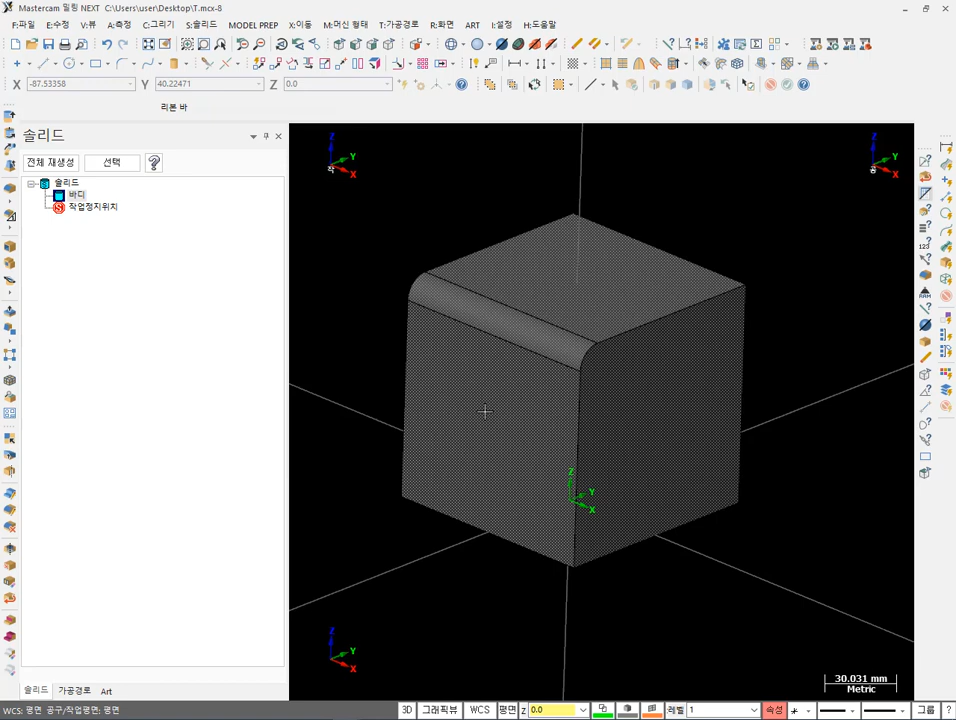 Mastercam 밀링 NEXT C:\Users\user\Desktop\T.mcx-8
F:파일 E:수정 V:뷰 A:측정 C:그리기 S:솔리드 MODEL PREP X:이동 M:머신 형태 T:가공경로 R:화면 ART I:설정 H:도움말
X -87.53358 Y 40.22471 Z 0.0
리본 바
솔리드
전체 재생성 선택
솔리드
바디
작업정지위치
Z Y X
Z Y X
Z Y X
Z Y X
123
RAM
30.031 mm
Metric
솔리드 가공경로 Art
WCS: 평면 공구/작업평면: 평면 3D 그래픽뷰 WCS 평면 Z 0.0 레벨 1 속성 그룹 ?